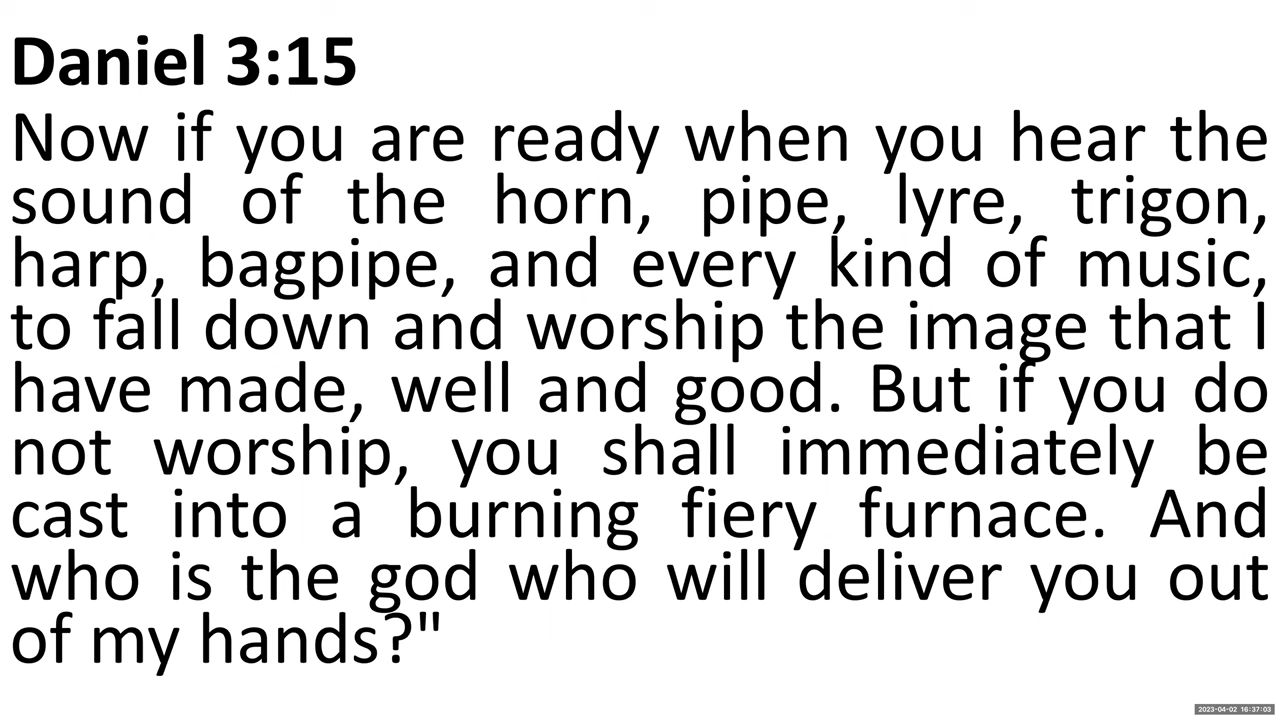 Daniel 3:15
Now if you are ready when you hear the
sound of the horn, pipe, lyre, trigon,
harp, bagpipe, and every kind of music,
to fall down and worship the image that I
have made, well and good. But if you do
not worship, you shall immediately be
cast into a burning fiery furnace. And
who is the god who will deliver you out
of my hands?"
2023-04-02 16:37:03